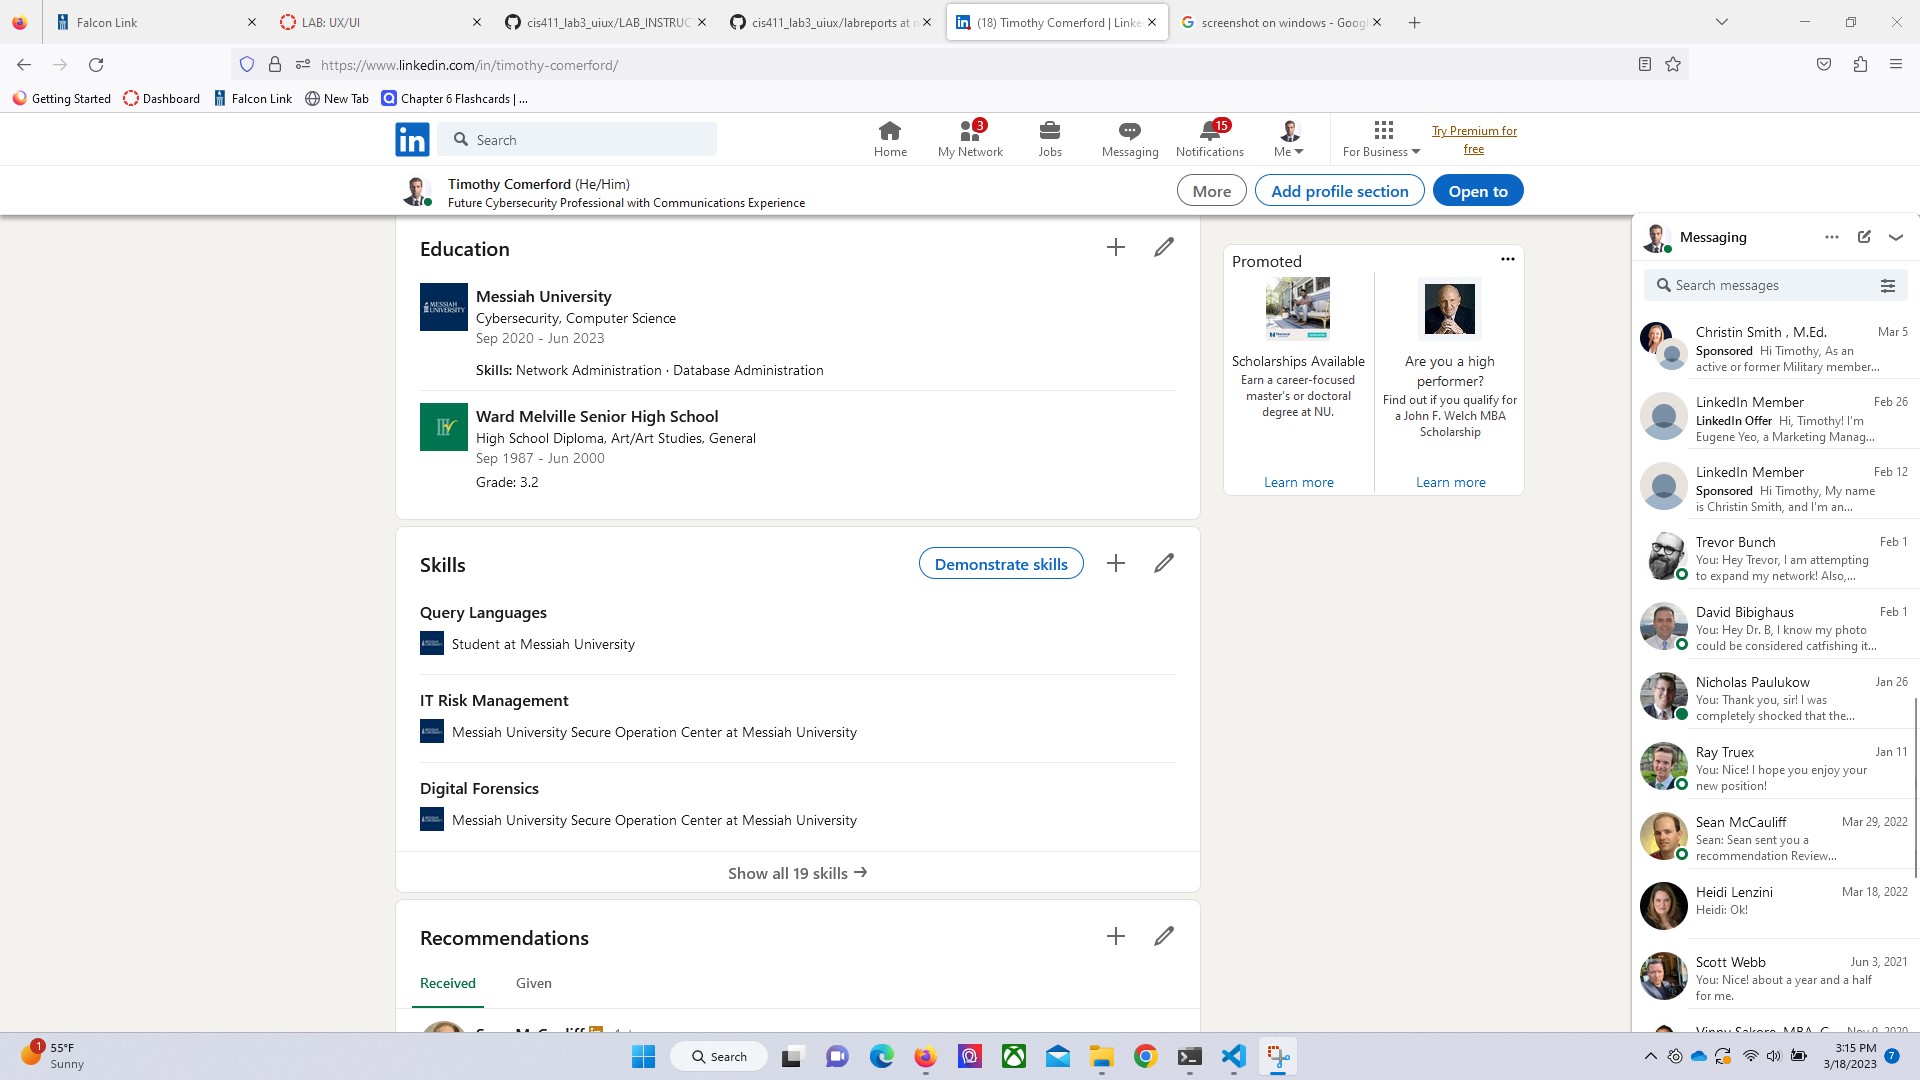 Falcon Link
LAB: UX/UI
cis411_lab3_uiux/LAB_INSTRUC
cis411_lab3_uiux/labreports at
(18) Timothy Comerford | Linke
screenshot on windows - Goog
https://www.linkedin.com/in/timothy-comerford/
Getting Started
Dashboard
Falcon Link
New Tab
Chapter 6 Flashcards | ...
in
Search
Home
3
My Network
Jobs
Messaging
15
Notifications
Me
For Business
Try Premium for
free
Timothy Comerford (He/Him)
Future Cybersecurity Professional with Communications Experience
More
Add profile section
Open to
Education
MESSIAH
UNIVERSITY
Messiah University
Cybersecurity, Computer Science
Sep 2020 - Jun 2023
Skills: Network Administration · Database Administration
Ward Melville Senior High School
High School Diploma, Art/Art Studies, General
Sep 1987 - Jun 2000
Grade: 3.2
Skills
Demonstrate skills
Query Languages
Student at Messiah University
IT Risk Management
Messiah University Secure Operation Center at Messiah University
Digital Forensics
Messiah University Secure Operation Center at Messiah University
Show all 19 skills →
Recommendations
Received
Given
Promoted
Scholarships Available
Earn a career-focused
master's or doctoral
degree at NU.
Learn more
Are you a high
performer?
Find out if you qualify for
a John F. Welch MBA
Scholarship
Learn more
Messaging
Search messages
Christin Smith , M.Ed.
Mar 5
Sponsored Hi Timothy, As an
active or former Military member...
LinkedIn Member
Feb 26
LinkedIn Offer Hi, Timothy! I'm
Eugene Yeo, a Marketing Manag...
LinkedIn Member
Feb 12
Sponsored Hi Timothy, My name
is Christin Smith, and I'm an...
Trevor Bunch
Feb 1
You: Hey Trevor, I am attempting
to expand my network! Also,...
David Bibighaus
Feb 1
You: Hey Dr. B, I know my photo
could be considered catfishing it...
Nicholas Paulukow
Jan 26
You: Thank you, sir! I was
completely shocked that the...
Ray Truex
Jan 11
You: Nice! I hope you enjoy your
new position!
Sean McCauliff
Mar 29, 2022
Sean: Sean sent you a
recommendation Review...
Heidi Lenzini
Mar 18, 2022
Heidi: Ok!
Scott Webb
Jun 3, 2021
You: Nice! about a year and a half
for me.
1
55°F
Sunny
Search
3:15 PM
3/18/2023
7